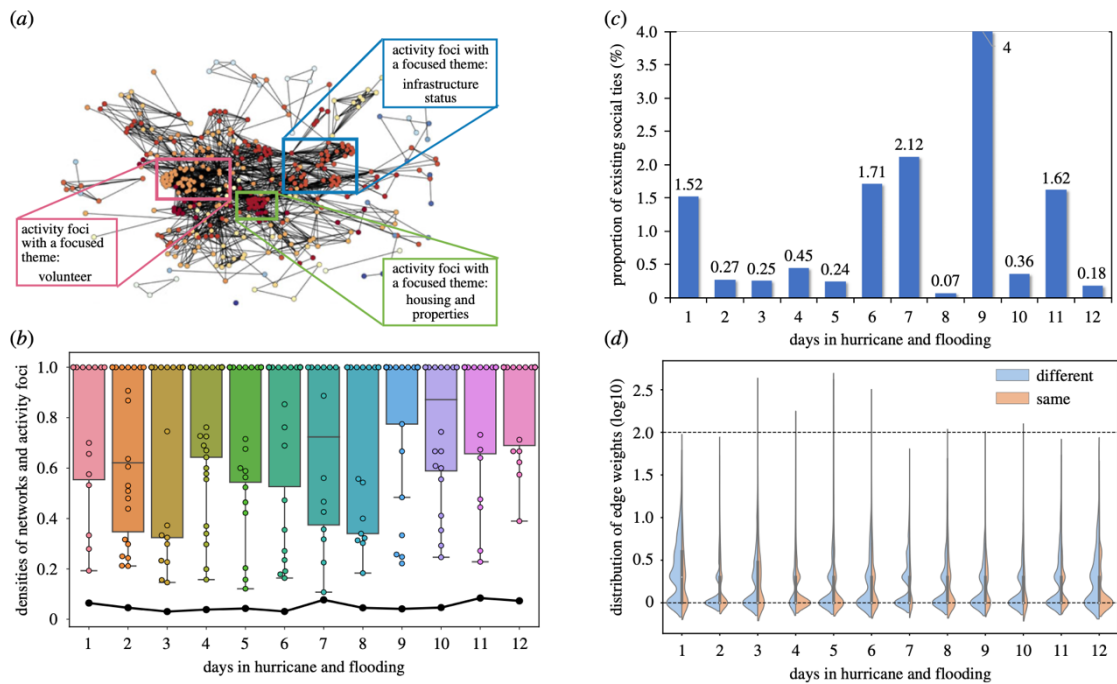 (a)
activity foci with
a focused theme:
infrastructure
status
activity foci
with a focused
theme:
volunteer
activity foci with
a focused theme:
housing and
properties
(b)
densities of networks and activity foci
1.0
0.8
0.6
0.4
0.2
0
1 2 3 4 5 6 7 8 9 10 11 12
days in hurricane and flooding
(c)
proportion of existing social ties (%)
4.0
3.5
3.0
2.5
2.0
1.5
1.0
0.5
0
1.52 0.27 0.25 0.45 0.24 1.71 2.12 0.07 4 0.36 1.62 0.18
1 2 3 4 5 6 7 8 9 10 11 12
days in hurricane and flooding
(d)
distribution of edge weights (log10)
2.5
2.0
0.5
0.5
0
different
same
1 2 3 4 5 6 7 8 9 10 11 12
days in hurricane and flooding